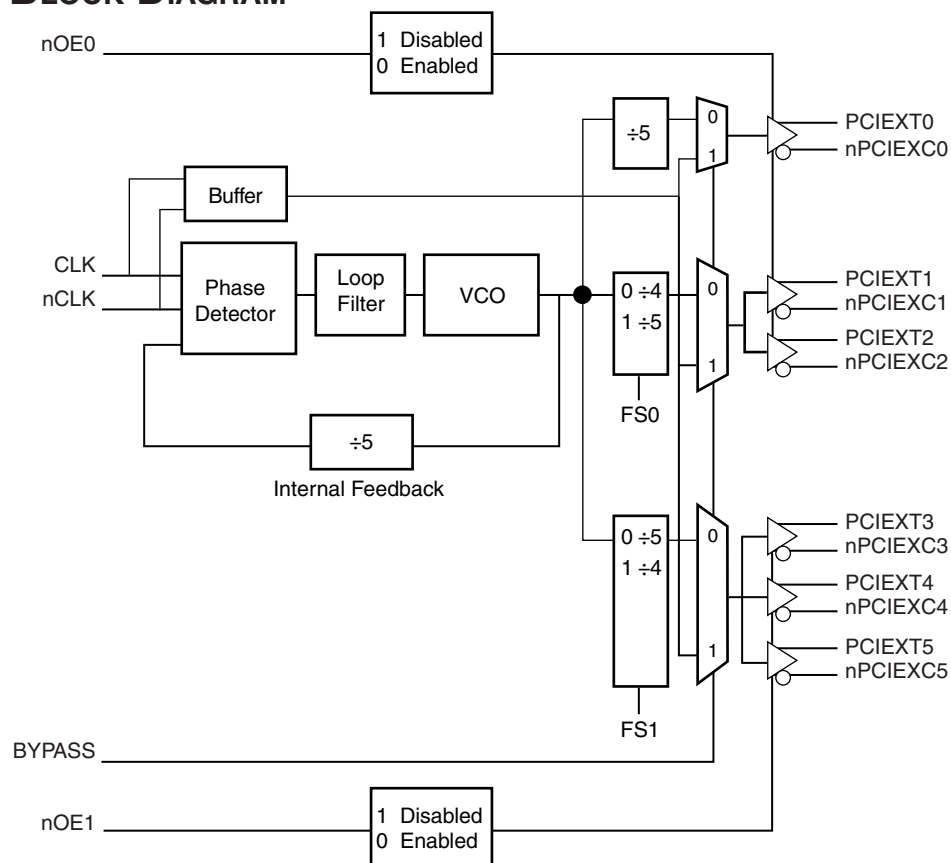 BLOCK DIAGRAM
nOE0
1 Disabled
0 Enabled
÷5
0
1
PCIEXT0
nPCIEXC0
Buffer
CLK
nCLK
Phase
Detector
Loop
Filter
VCO
0 ÷4
1 ÷5
FS0
0
1
PCIEXT1
nPCIEXC1
PCIEXT2
nPCIEXC2
÷5
Internal Feedback
0 ÷5
1 ÷4
FS1
0
1
PCIEXT3
nPCIEXC3
PCIEXT4
nPCIEXC4
PCIEXT5
nPCIEXC5
BYPASS
nOE1
1 Disabled
0 Enabled